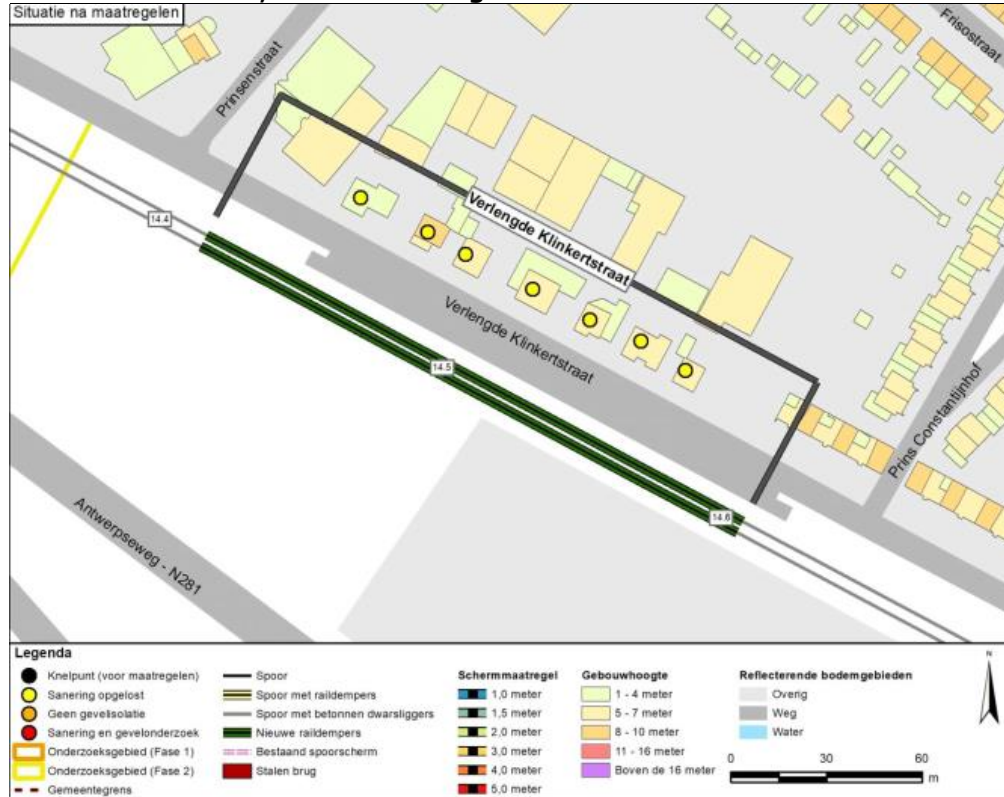 Situatie na maatregelen
Prinsenstraat
Frisostraat
14.4
Verlengde Klinkertstraat
Verlengde Klinkertstraat
14.5
Prins Constantijnhof
14.6
Antwerpseweg - N281
Legenda
Knelpunt (voor maatregelen)
Sanering opgelost
Geen gevelisolatie
Sanering en gevelonderzoek
Onderzoeksgebied (Fase 1)
Onderzoeksgebied (Fase 2)
Gemeentegrens
Spoor
Spoor met raildempers
Spoor met betonnen dwarsliggers
Nieuwe raildempers
Bestaand spoorscherm
Stalen brug
Schermmaatregel
1,0 meter
1,5 meter
2,0 meter
3,0 meter
4,0 meter
5,0 meter
Gebouwhoogte
1 - 4 meter
5 - 7 meter
8 - 10 meter
11 - 16 meter
Boven de 16 meter
Reflecterende bodemgebieden
Overig
Weg
Water
N
0 30 60
m